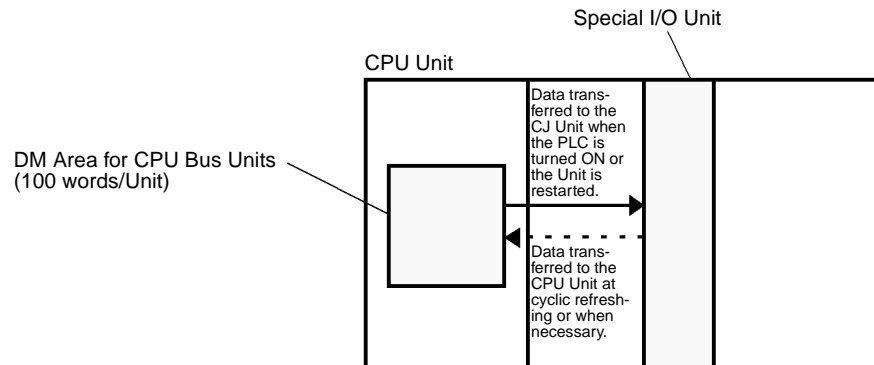 Special I/O Unit
CPU Unit
Data trans-
ferred to the
CJ Unit when
the PLC is
turned ON or
the Unit is
restarted.
DM Area for CPU Bus Units
(100 words/Unit)
Data trans-
ferred to the
CPU Unit at
cyclic refresh-
ing or when
necessary.